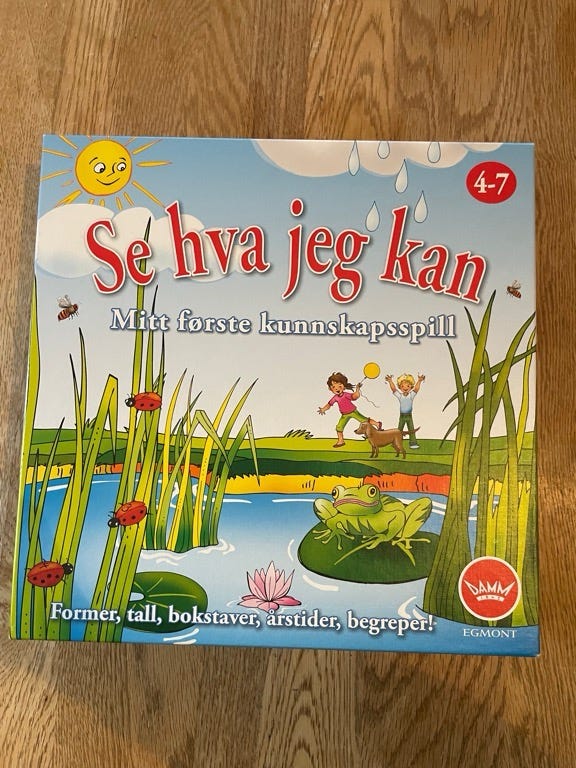 4-7
Se hva jeg kan
Mitt første kunnskapsspill
Former, tall, bokstaver, årstider, begreper!
DAMM
EGMONT